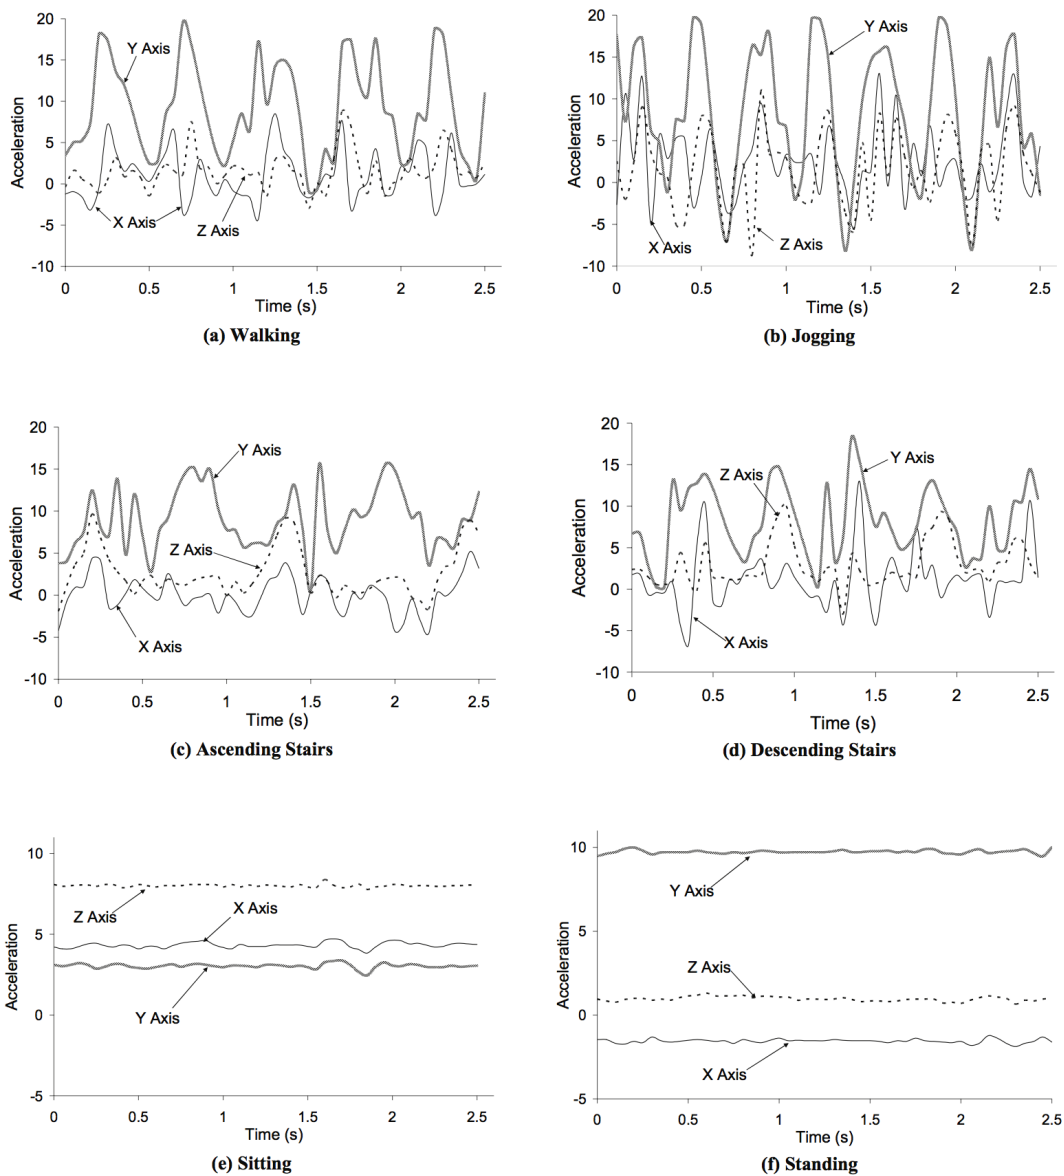 20
15
10
5
0
-5
-10
Acceleration
Y Axis
X Axis
Z Axis
0 0.5 1 1.5 2 2.5
Time (s)
(a) Walking
20
15
10
5
0
-5
-10
Acceleration
Y Axis
X Axis
Z Axis
0 0.5 1 1.5 2 2.5
Time (s)
(b) Jogging
20
15
10
5
0
-5
-10
Acceleration
Y Axis
Z Axis
X Axis
0 0.5 1 1.5 2 2.5
Time (s)
(c) Ascending Stairs
20
15
10
5
0
-5
-10
Acceleration
Z Axis
Y Axis
X Axis
0 0.5 1 1.5 2 2.5
Time (s)
(d) Descending Stairs
10
5
0
-5
Acceleration
Z Axis
X Axis
Y Axis
0 0.5 1 1.5 2 2.5
Time (s)
(e) Sitting
10
5
0
-5
Acceleration
Y Axis
Z Axis
X Axis
0 0.5 1 1.5 2 2.5
Time (s)
(f) Standing